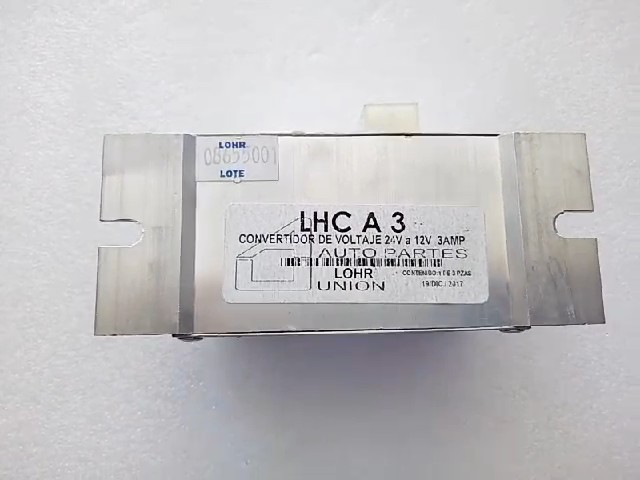 LOHR
LOTE
LHC A 3
CONVERTIDOR DE VOLTAJE 24V a 12V 3AMP
AUTO PARTES
LOHR
UNION